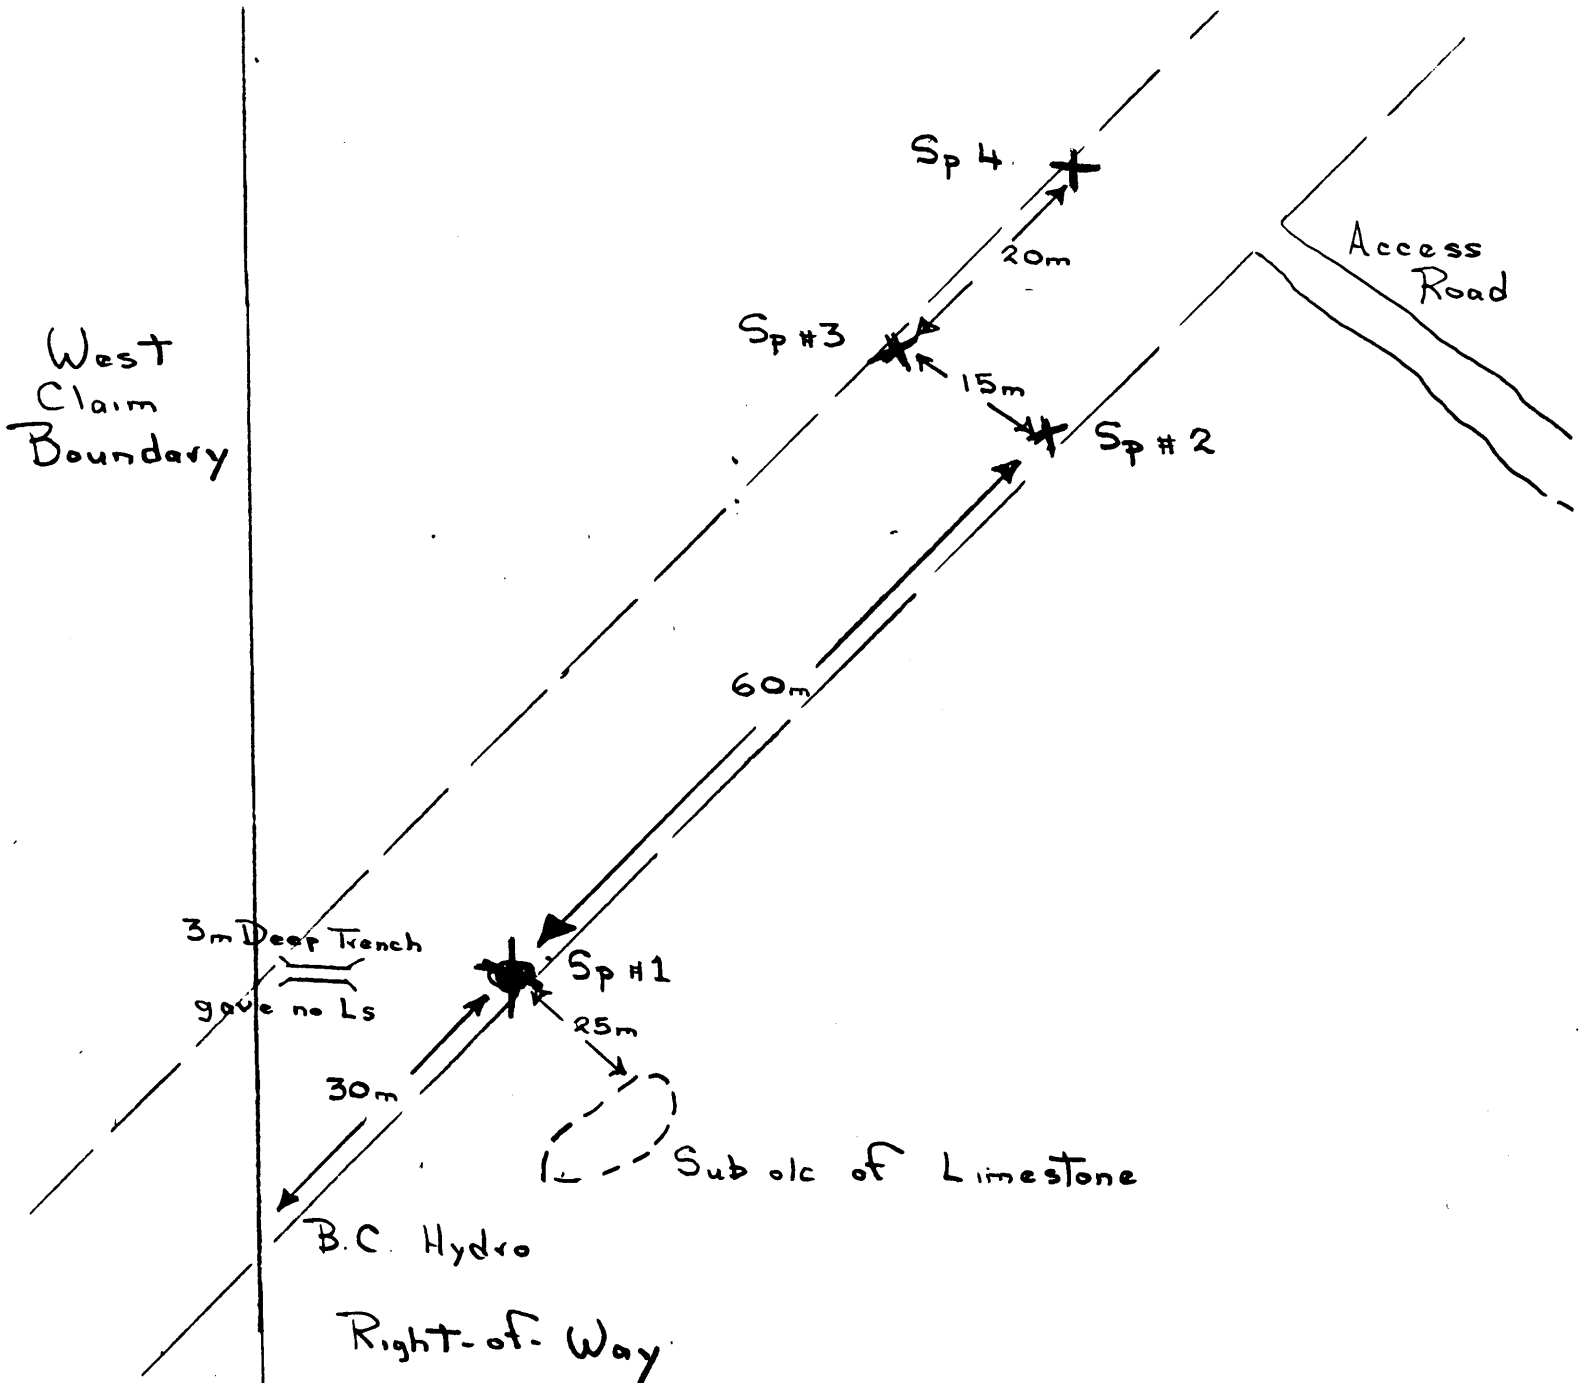 Sp 4.
20m
Access
Road
Sp #3
15m
Sp #2
West
Claim
Boundary
60m
3m Deep Trench
gave no Ls
Sp #1
25m
30m
Sub o/c of Limestone
B.C. Hydro
Right-of-Way